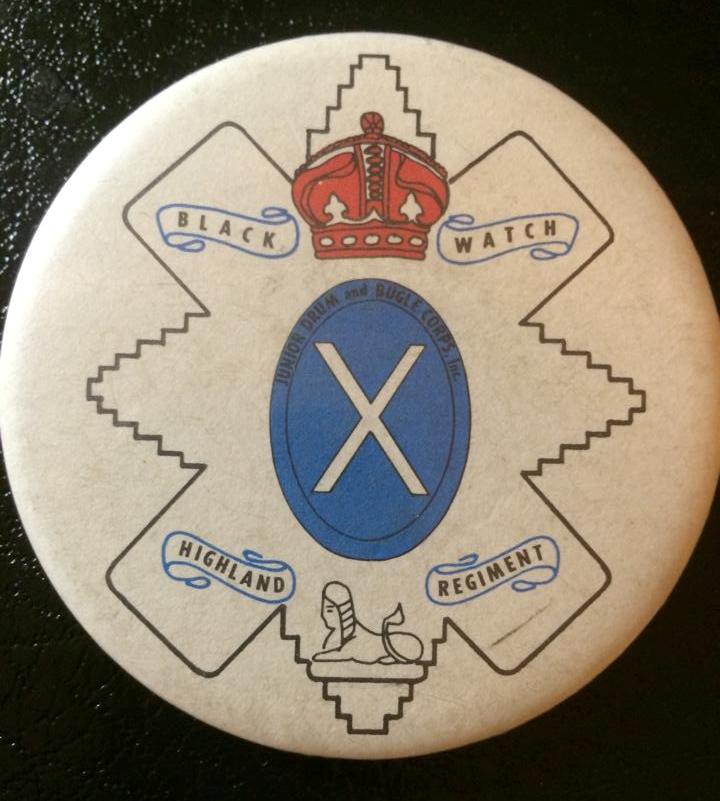 BLACK
WATCH
JUNIOR DRUM and BUGLE CORPS, Inc.
X
HIGHLAND
REGIMENT